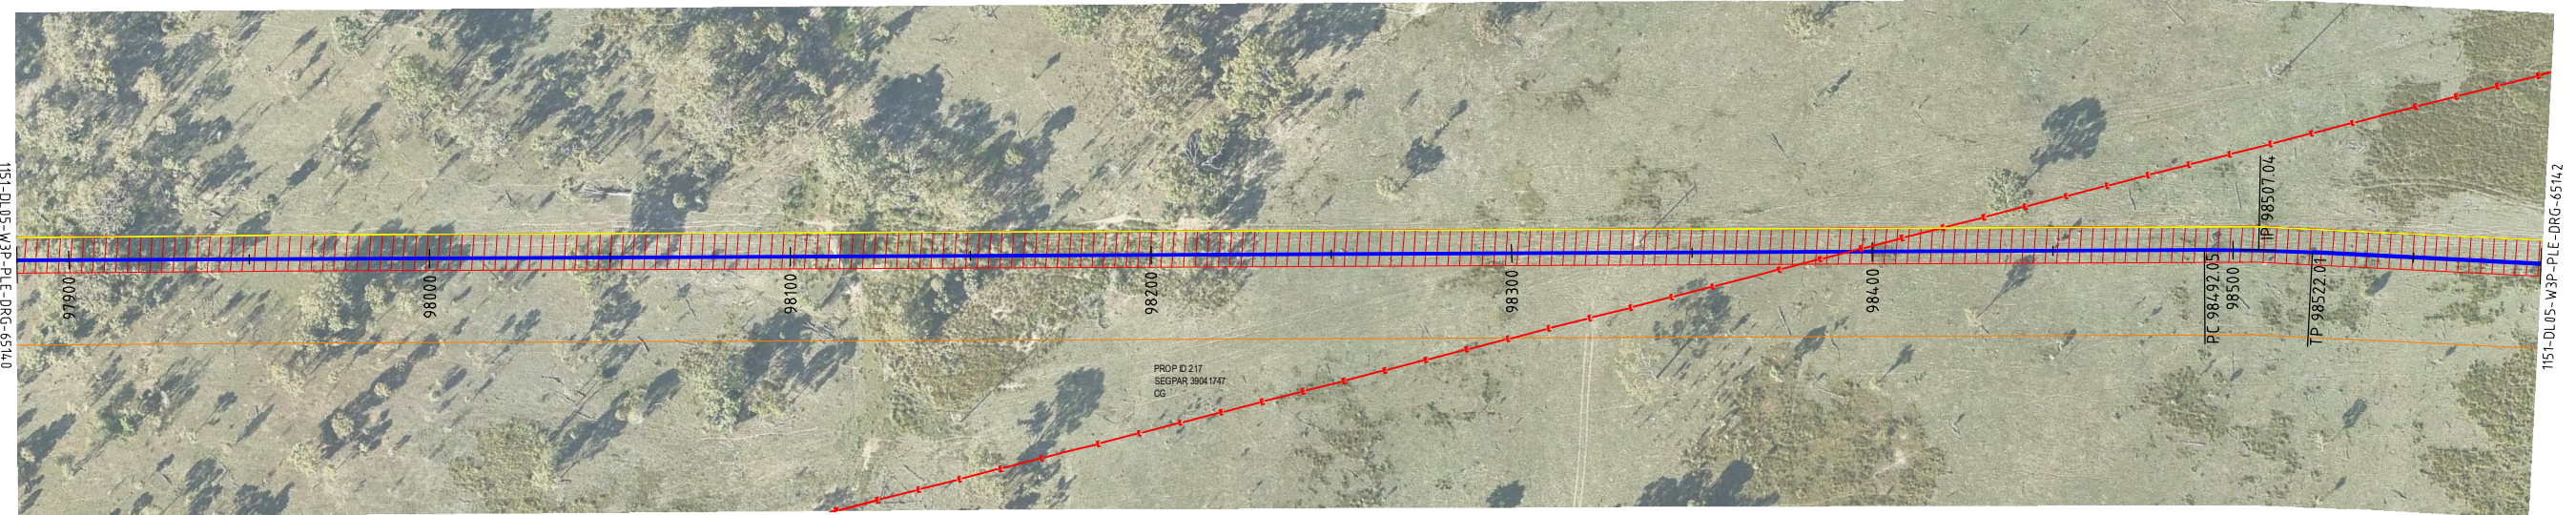 1151-DL05-W3P-PLE-DRG-65140
97900
98000
98100
98200
98300
98400
PC 98492.05
98500
IP 98507.04
TP 98522.01
1151-DL05-W3P-PLE-DRG-65142
PROP ID 217
SEGPAR 39041747
CG